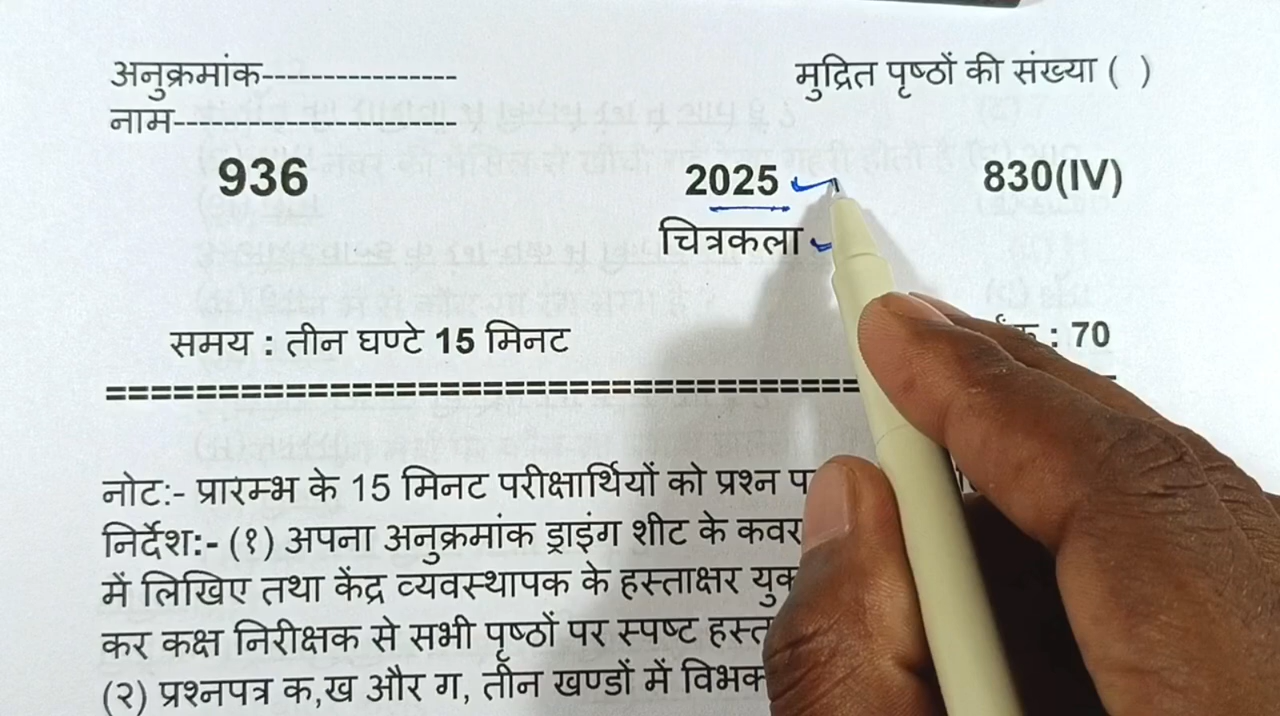 अनुक्रमांक---------------- मुद्रित पृष्ठों की संख्या ( )
नाम-----------------------
936 2025 830(IV)
चित्रकला
समय : तीन घण्टे 15 मिनट : 70
नोट:- प्रारम्भ के 15 मिनट परीक्षार्थियों को प्रश्न
निर्देश:- (१) अपना अनुक्रमांक ड्राइंग शीट के कवर
में लिखिए तथा केंद्र व्यवस्थापक के हस्ताक्षर
कर कक्ष निरीक्षक से सभी पृष्ठों पर स्पष्ट
(२) प्रश्नपत्र क,ख और ग, तीन खण्डों में